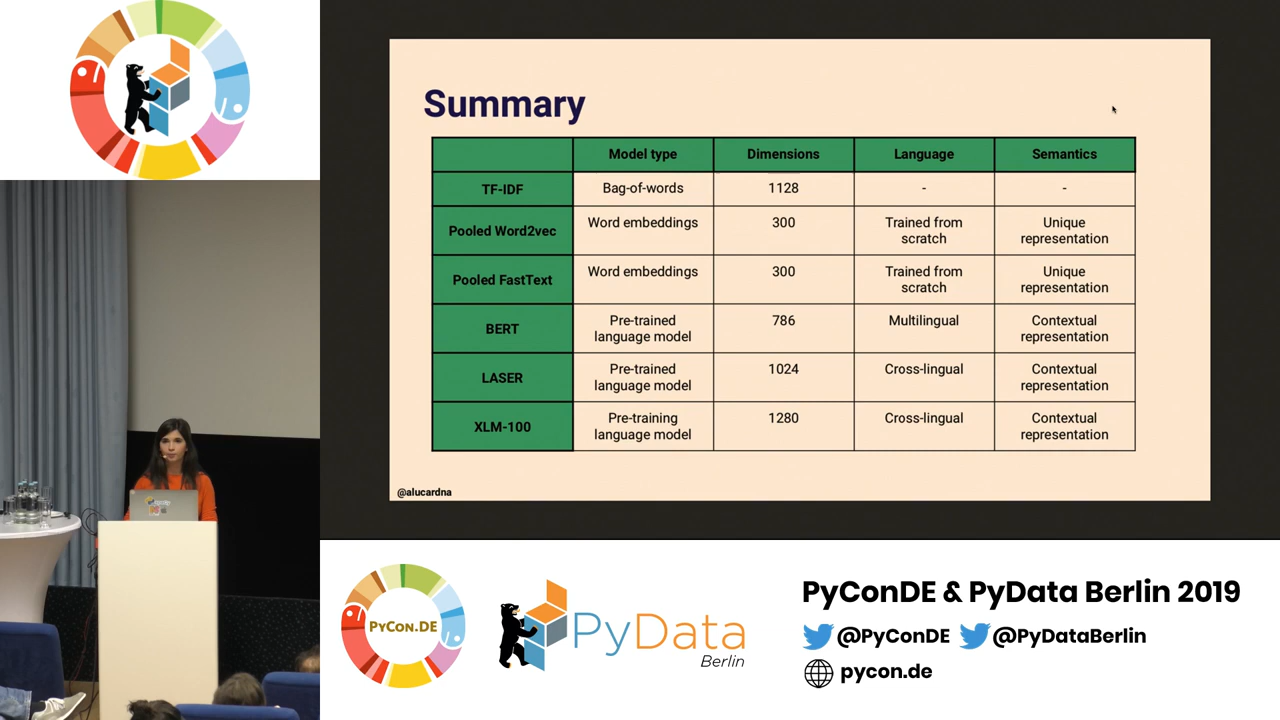 Summary
Model type Dimensions Language Semantics
TF-IDF Bag-of-words 1128 - -
Pooled Word2vec Word embeddings 300 Trained from scratch Unique representation
Pooled FastText Word embeddings 300 Trained from scratch Unique representation
BERT Pre-trained language model 786 Multilingual Contextual representation
LASER Pre-trained language model 1024 Cross-lingual Contextual representation
XLM-100 Pre-training language model 1280 Cross-lingual Contextual representation
@alucardna
PyCon.DE
PyData
Berlin
PyConDE & PyData Berlin 2019
@PyConDE @PyDataBerlin
pycon.de